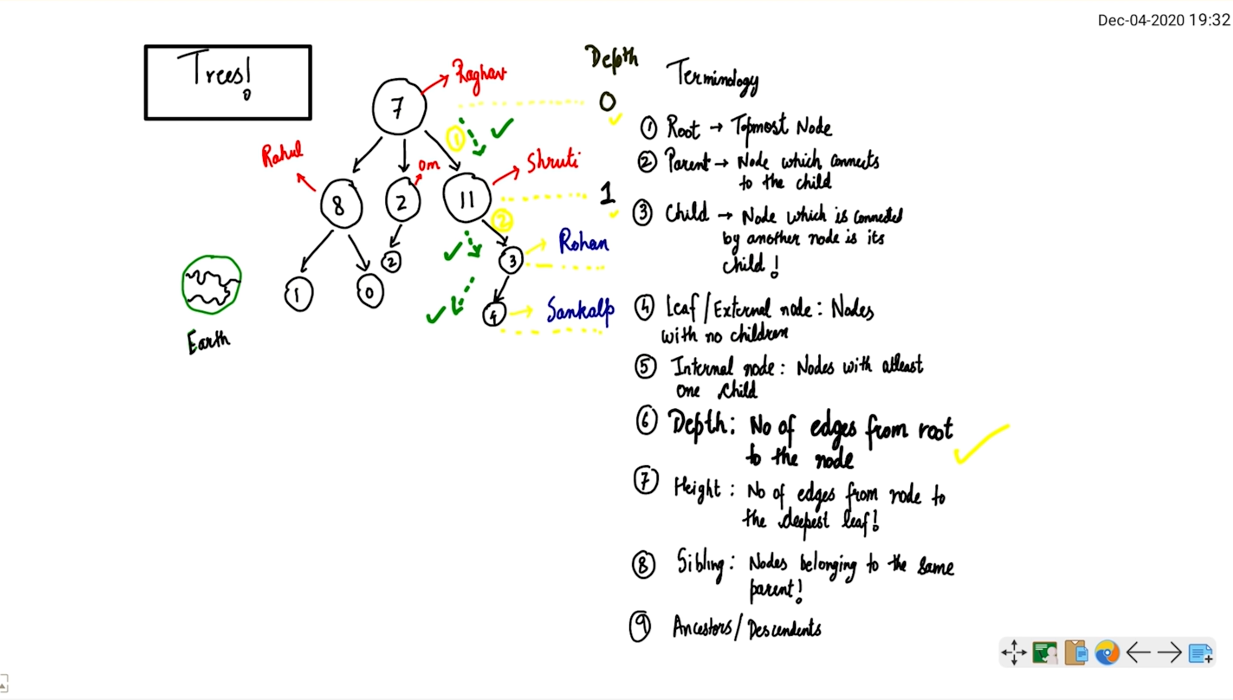 Dec-04-2020 19:32
Trees!
Depth
Raghav
Terminology
7
0
1
① Root → Topmost Node
Rahul
Om
Shruti
② Parent → Node which connects
to the child
8
2
11
1
2
③ Child → Node which is connected
by another node is its
child!
Rohan
2
3
1
0
4
Sankalp
④ Leaf/External node: Nodes
with no children
Earth
⑤ Internal node: Nodes with atleast
one child
⑥ Depth: No of edges from root
to the node
⑦ Height: No of edges from node to
the deepest leaf!
⑧ Sibling: Nodes belonging to the same
parent!
⑨ Ancestors/Descendents